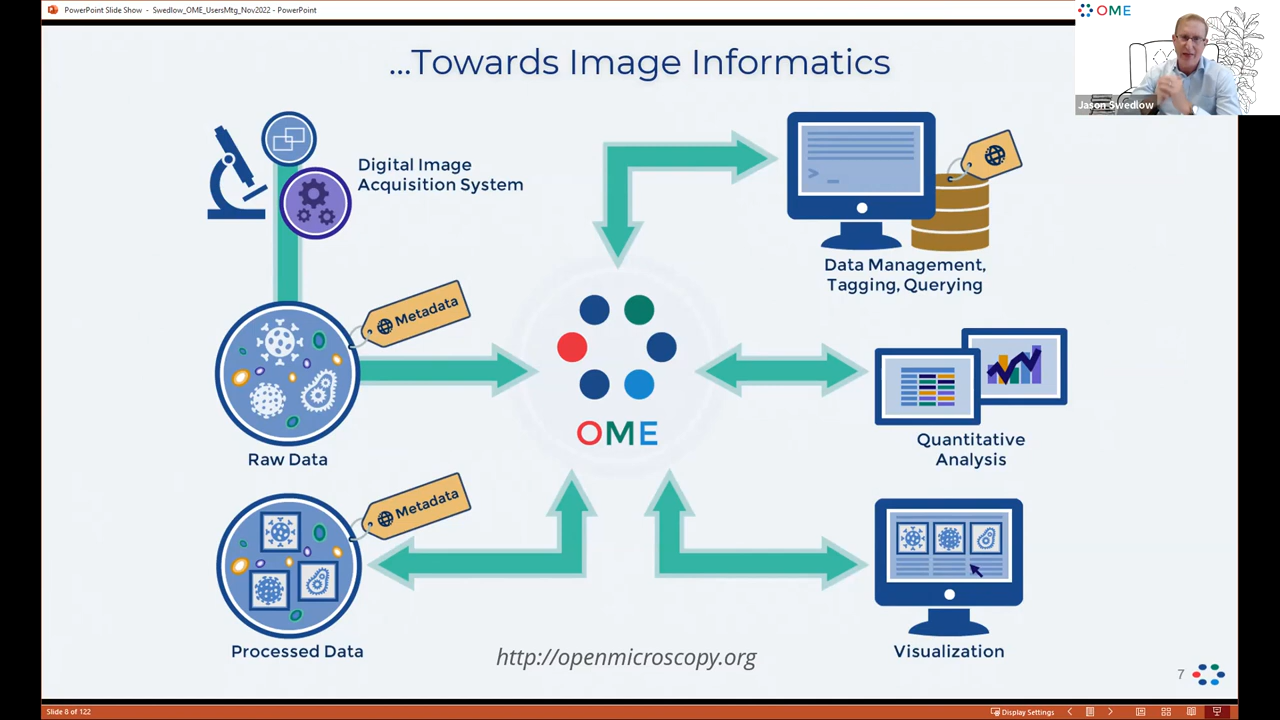 PowerPoint Slide Show - Swedlow_OME_UsersMtg_Nov2022 - PowerPoint
OME
Jason Swedlow
...Towards Image Informatics
Digital Image
Acquisition System
Data Management,
Tagging, Querying
Metadata
Raw Data
OME
Quantitative
Analysis
Metadata
Processed Data
Visualization
http://openmicroscopy.org
7
Slide 8 of 122
Display Settings